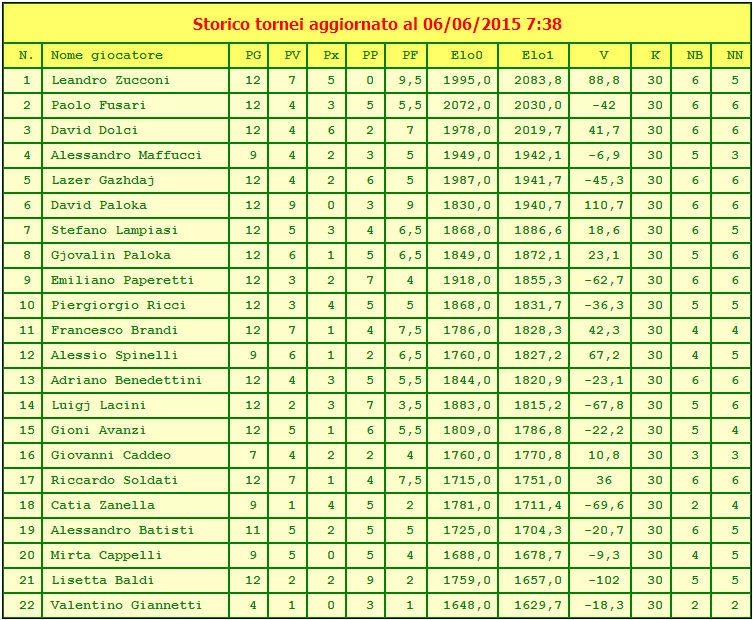 Storico tornei aggiornato al 06/06/2015 7:38
N. Nome giocatore PG PV Px PP PF Elo0 Elo1 V K NB NN
1 Leandro Zucconi 12 7 5 0 9,5 1995,0 2083,8 88,8 30 6 5
2 Paolo Fusari 12 4 3 5 5,5 2072,0 2030,0 -42 30 6 6
3 David Dolci 12 4 6 2 7 1978,0 2019,7 41,7 30 6 6
4 Alessandro Maffucci 9 4 2 3 5 1949,0 1942,1 -6,9 30 5 3
5 Lazer Gazhdaj 12 4 2 6 5 1987,0 1941,7 -45,3 30 6 6
6 David Paloka 12 9 0 3 9 1830,0 1940,7 110,7 30 6 6
7 Stefano Lampiasi 12 5 3 4 6,5 1868,0 1886,6 18,6 30 6 5
8 Gjovalin Paloka 12 6 1 5 6,5 1849,0 1872,1 23,1 30 5 6
9 Emiliano Paperetti 12 3 2 7 4 1918,0 1855,3 -62,7 30 6 6
10 Piergiorgio Ricci 12 3 4 5 5 1868,0 1831,7 -36,3 30 5 5
11 Francesco Brandi 12 7 1 4 7,5 1786,0 1828,3 42,3 30 4 4
12 Alessio Spinelli 9 6 1 2 6,5 1760,0 1827,2 67,2 30 4 5
13 Adriano Benedettini 12 4 3 5 5,5 1844,0 1820,9 -23,1 30 6 6
14 Luigj Lacini 12 2 3 7 3,5 1883,0 1815,2 -67,8 30 5 6
15 Gioni Avanzi 12 5 1 6 5,5 1809,0 1786,8 -22,2 30 5 4
16 Giovanni Caddeo 7 4 2 2 4 1760,0 1770,8 10,8 30 3 3
17 Riccardo Soldati 12 7 1 4 7,5 1715,0 1751,0 36 30 6 6
18 Catia Zanella 9 1 4 5 2 1781,0 1711,4 -69,6 30 2 4
19 Alessandro Batisti 11 5 2 5 5 1725,0 1704,3 -20,7 30 6 5
20 Mirta Cappelli 9 5 0 5 4 1688,0 1678,7 -9,3 30 4 5
21 Lisetta Baldi 12 2 2 9 2 1759,0 1657,0 -102 30 5 5
22 Valentino Giannetti 4 1 0 3 1 1648,0 1629,7 -18,3 30 2 2